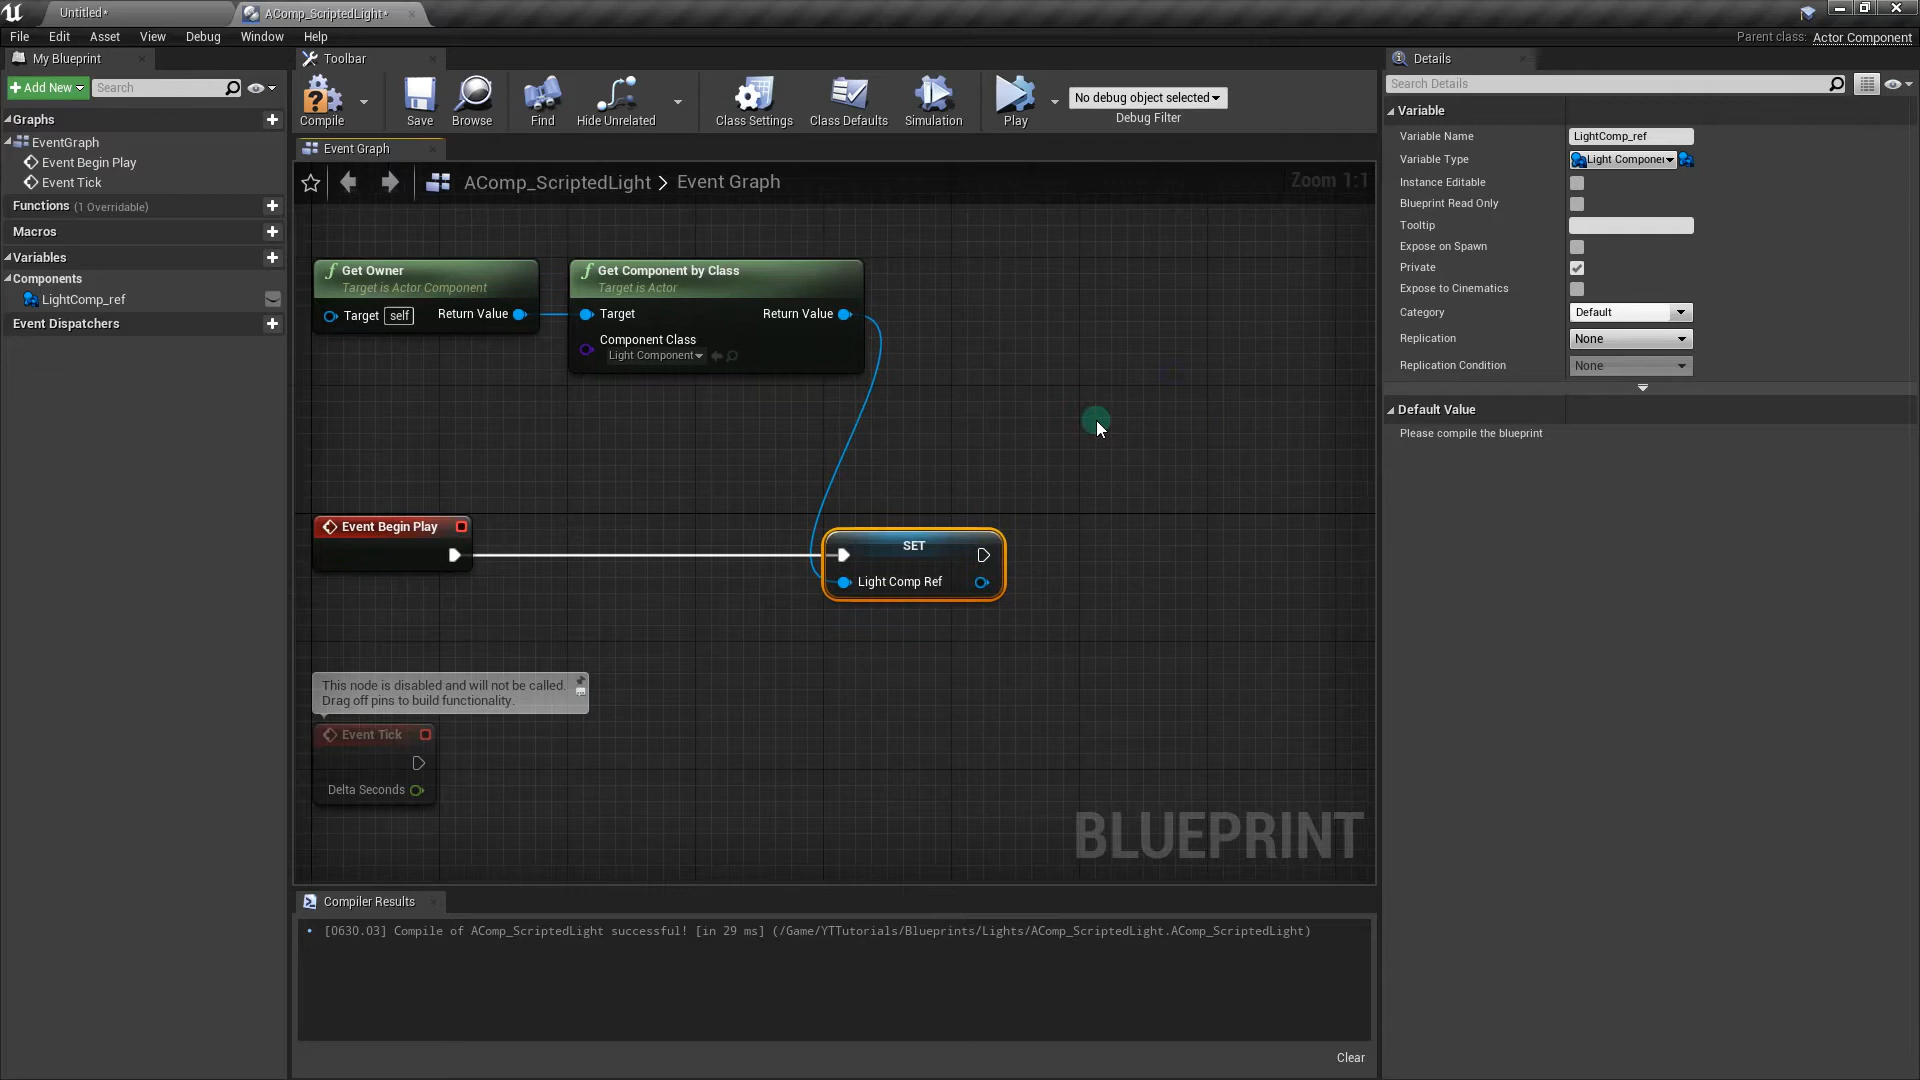 Untitled*
AComp_ScriptedLight*
File Edit Asset View Debug Window Help
Parent class: Actor Component
My Blueprint
Add New
Search
Graphs
EventGraph
Event Begin Play
Event Tick
Functions (1 Overridable)
Macros
Variables
Components
LightComp_ref
Event Dispatchers
Toolbar
Compile
Save
Browse
Find
Hide Unrelated
Class Settings
Class Defaults
Simulation
Play
No debug object selected
Debug Filter
Event Graph
AComp_ScriptedLight > Event Graph
Zoom 1:1
Get Owner
Target is Actor Component
Target self Return Value
Get Component by Class
Target is Actor
Target Return Value
Component Class
Light Component
Event Begin Play
SET
Light Comp Ref
This node is disabled and will not be called.
Drag off pins to build functionality.
Event Tick
Delta Seconds
BLUEPRINT
Compiler Results
[0630.03] Compile of AComp_ScriptedLight successful! [in 29 ms] (/Game/YTTutorials/Blueprints/Lights/AComp_ScriptedLight.AComp_ScriptedLight)
Clear
Details
Search Details
Variable
Variable Name LightComp_ref
Variable Type Light Componen
Instance Editable
Blueprint Read Only
Tooltip
Expose on Spawn
Private
Expose to Cinematics
Category Default
Replication None
Replication Condition None
Default Value
Please compile the blueprint